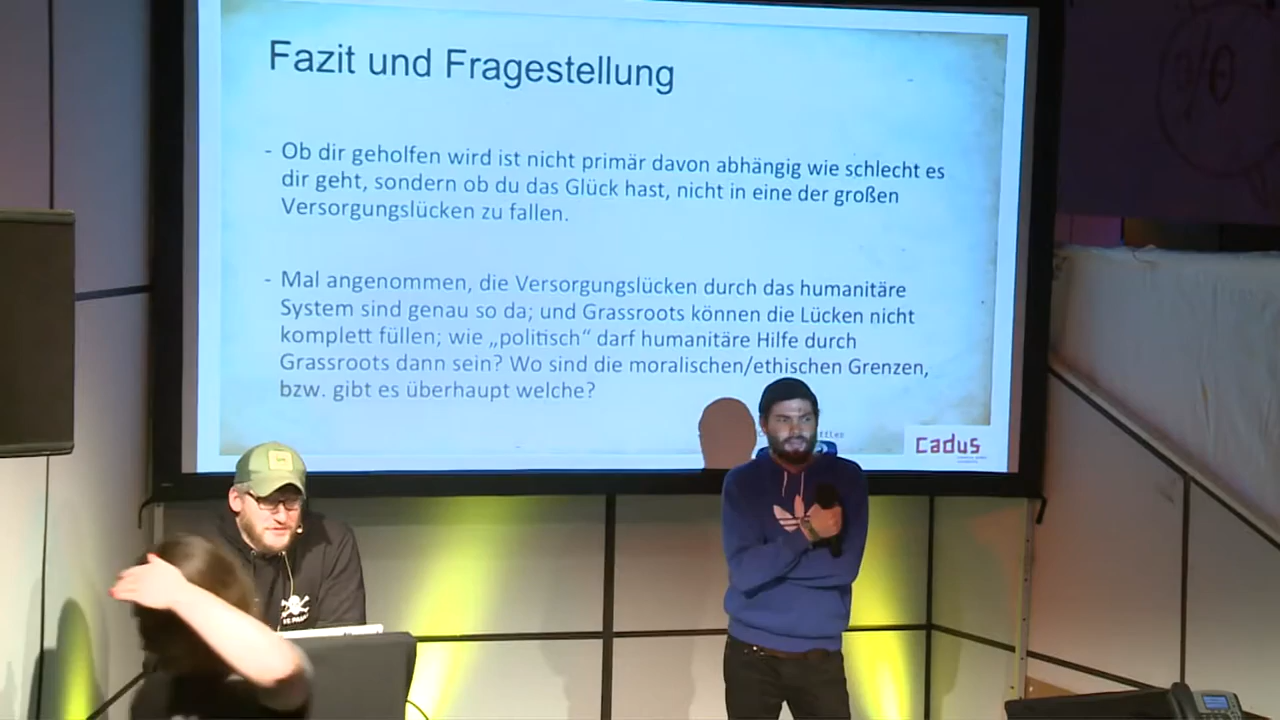 Fazit und Fragestellung
- Ob dir geholfen wird ist nicht primär davon abhängig wie schlecht es
dir geht, sondern ob du das Glück hast, nicht in eine der großen
Versorgungslücken zu fallen.
- Mal angenommen, die Versorgungslücken durch das humanitäre
System sind genau so da; und Grassroots können die Lücken nicht
komplett füllen; wie „politisch“ darf humanitäre Hilfe durch
Grassroots dann sein? Wo sind die moralischen/ethischen Grenzen,
bzw. gibt es überhaupt welche?
cadus